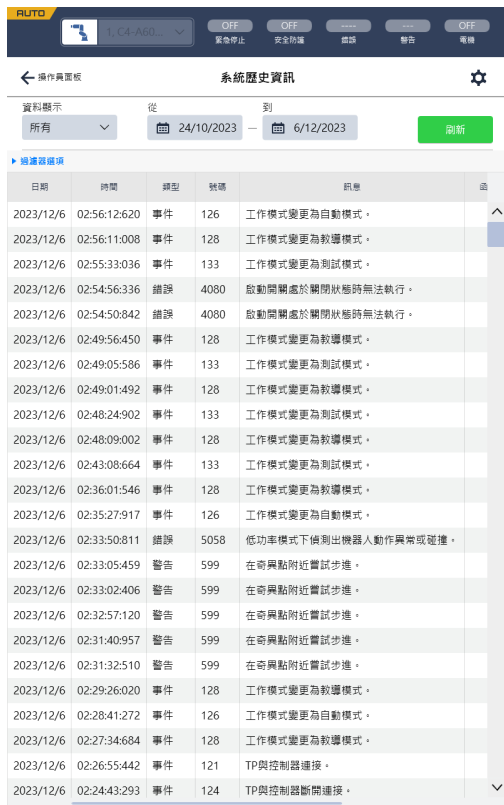 AUTO
1, C4-A60...
OFF
OFF
----
---
OFF
緊急停止
安全防護
錯誤
警告
電機
操作員面板
系統歷史資訊
資料顯示
從
到
所有
24/10/2023
—
6/12/2023
刷新
過濾器選項
日期 時間 類型 號碼 訊息
2023/12/6 02:56:12:620 事件 126 工作模式變更為自動模式。
2023/12/6 02:56:11:008 事件 128 工作模式變更為教導模式。
2023/12/6 02:55:33:036 事件 133 工作模式變更為測試模式。
2023/12/6 02:54:56:336 錯誤 4080 啟動開關處於關閉狀態時無法執行。
2023/12/6 02:54:50:842 錯誤 4080 啟動開關處於關閉狀態時無法執行。
2023/12/6 02:49:56:450 事件 128 工作模式變更為教導模式。
2023/12/6 02:49:05:586 事件 133 工作模式變更為測試模式。
2023/12/6 02:49:01:492 事件 128 工作模式變更為教導模式。
2023/12/6 02:48:24:902 事件 133 工作模式變更為測試模式。
2023/12/6 02:48:09:002 事件 128 工作模式變更為教導模式。
2023/12/6 02:43:08:664 事件 133 工作模式變更為測試模式。
2023/12/6 02:36:01:546 事件 128 工作模式變更為教導模式。
2023/12/6 02:35:27:917 事件 126 工作模式變更為自動模式。
2023/12/6 02:33:50:811 錯誤 5058 低功率模式下偵測出機器人動作異常或碰撞。
2023/12/6 02:33:05:459 警告 599 在奇異點附近嘗試步進。
2023/12/6 02:33:02:406 警告 599 在奇異點附近嘗試步進。
2023/12/6 02:32:57:120 警告 599 在奇異點附近嘗試步進。
2023/12/6 02:31:40:957 警告 599 在奇異點附近嘗試步進。
2023/12/6 02:31:32:510 警告 599 在奇異點附近嘗試步進。
2023/12/6 02:29:26:020 事件 128 工作模式變更為教導模式。
2023/12/6 02:28:41:272 事件 126 工作模式變更為自動模式。
2023/12/6 02:27:34:684 事件 128 工作模式變更為教導模式。
2023/12/6 02:26:55:442 事件 121 TP與控制器連接。
2023/12/6 02:24:43:293 事件 124 TP與控制器斷開連接。